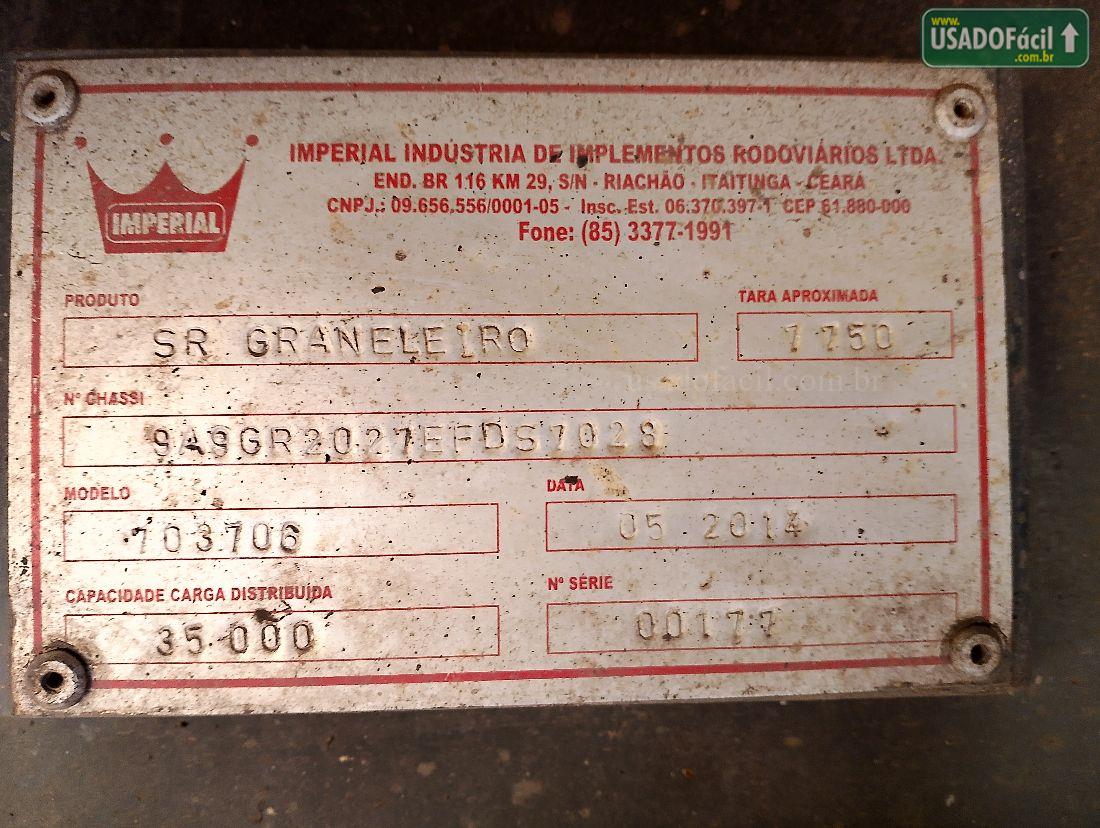 www.
USADOFácil
.com.br
IMPERIAL INDÚSTRIA DE IMPLEMENTOS RODOVIÁRIOS LTDA.
END. BR 116 KM 29, S/N - RIACHÃO - ITAITINGA - CEARÁ
IMPERIAL
CNPJ.: 09.656,556/0001-05 - Insc. Est. 06.370.397-1 CEP 61.880-000
Fone: (85) 3377-1991
PRODUTO TARA APROXIMADA
SR GRANELEIRO 7750
usadofacil.com.br
Nº CHASSI
9A9GR2027EFDS7028
MODELO DATA
703706 05 2014
CAPACIDADE CARGA DISTRIBUÍDA Nº SÉRIE
35.000 00177